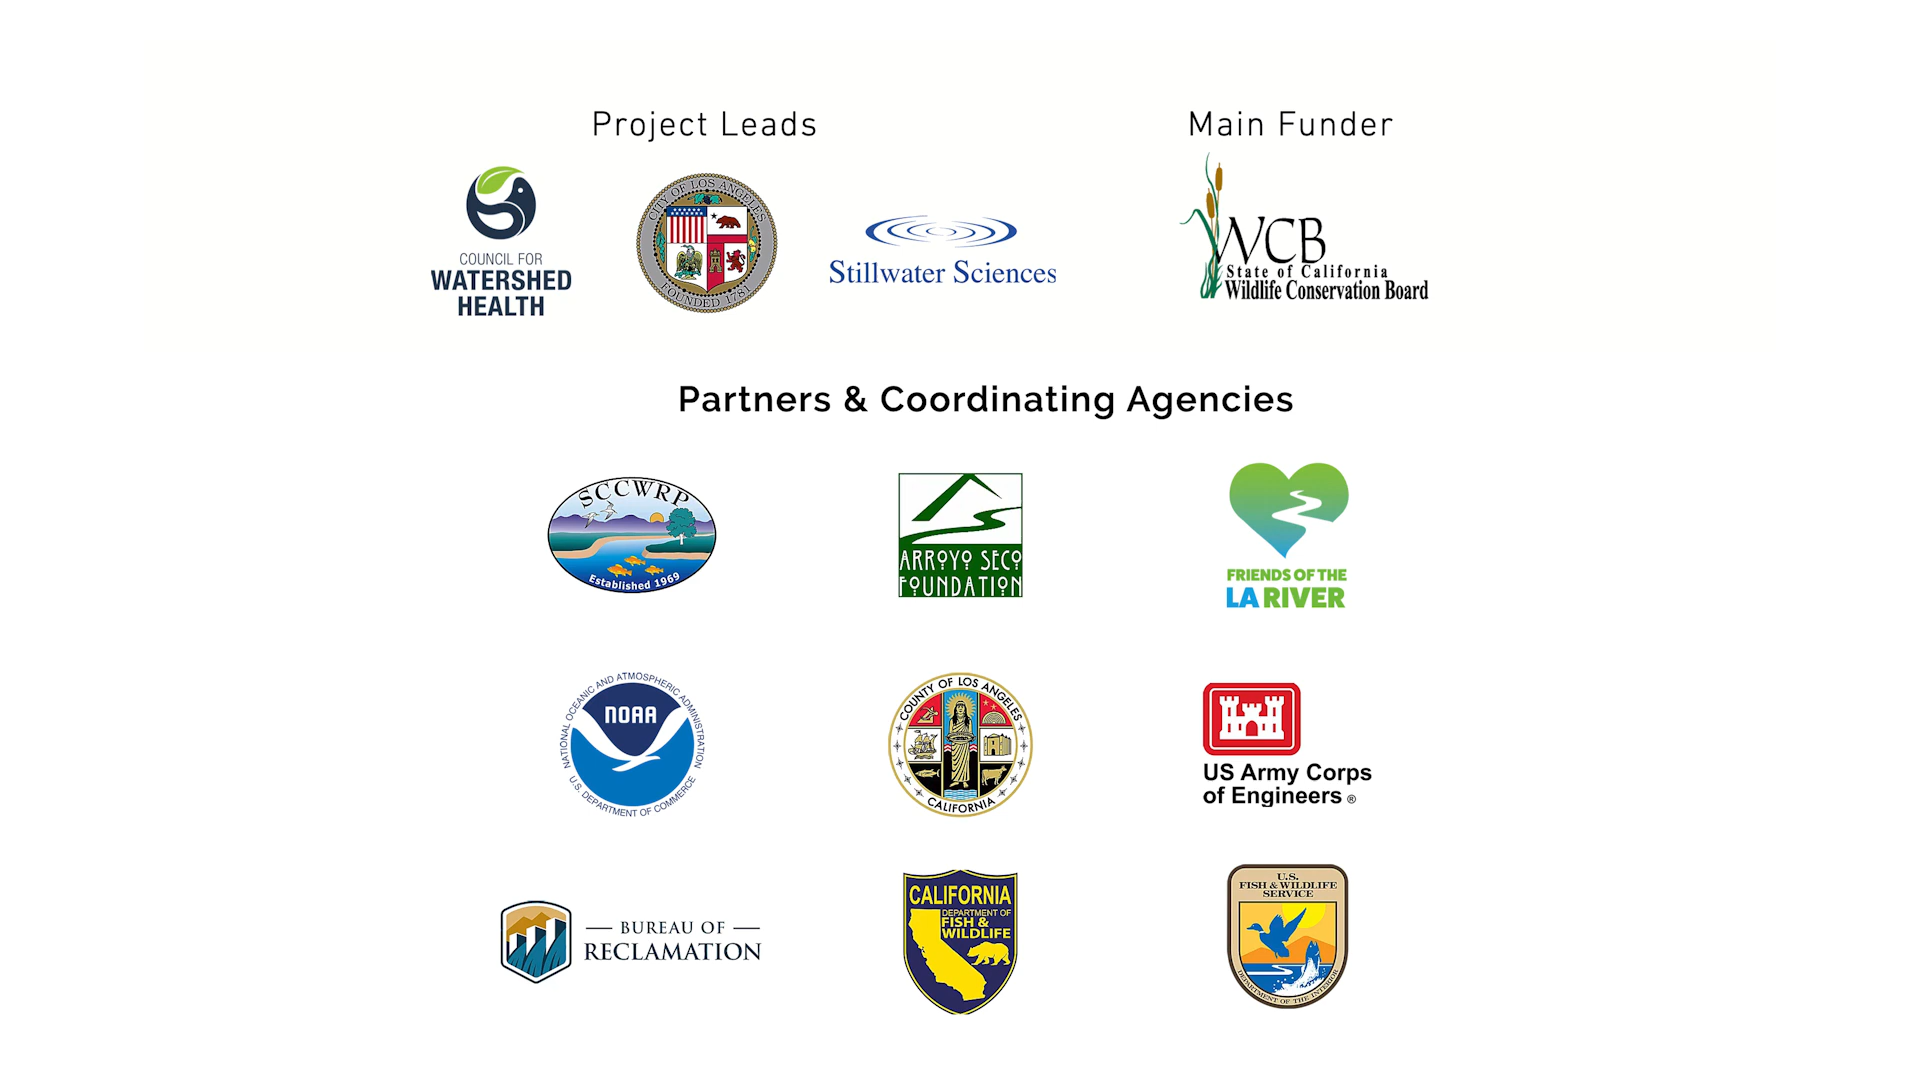 Project Leads
Main Funder
COUNCIL FOR
WATERSHED
HEALTH
CITY OF LOS ANGELES
FOUNDED 1781
Stillwater Sciences
WCB
State of California
Wildlife Conservation Board
Partners & Coordinating Agencies
SCCWRP
Established 1969
ARROYO SECO
FOUNDATION
FRIENDS OF THE
LA RIVER
NATIONAL OCEANIC AND ATMOSPHERIC ADMINISTRATION
NOAA
U.S. DEPARTMENT OF COMMERCE
COUNTY OF LOS ANGELES
CALIFORNIA
US Army Corps
of Engineers ®
BUREAU OF
RECLAMATION
CALIFORNIA
DEPARTMENT OF
FISH &
WILDLIFE
U.S.
FISH & WILDLIFE
SERVICE
DEPARTMENT OF THE INTERIOR